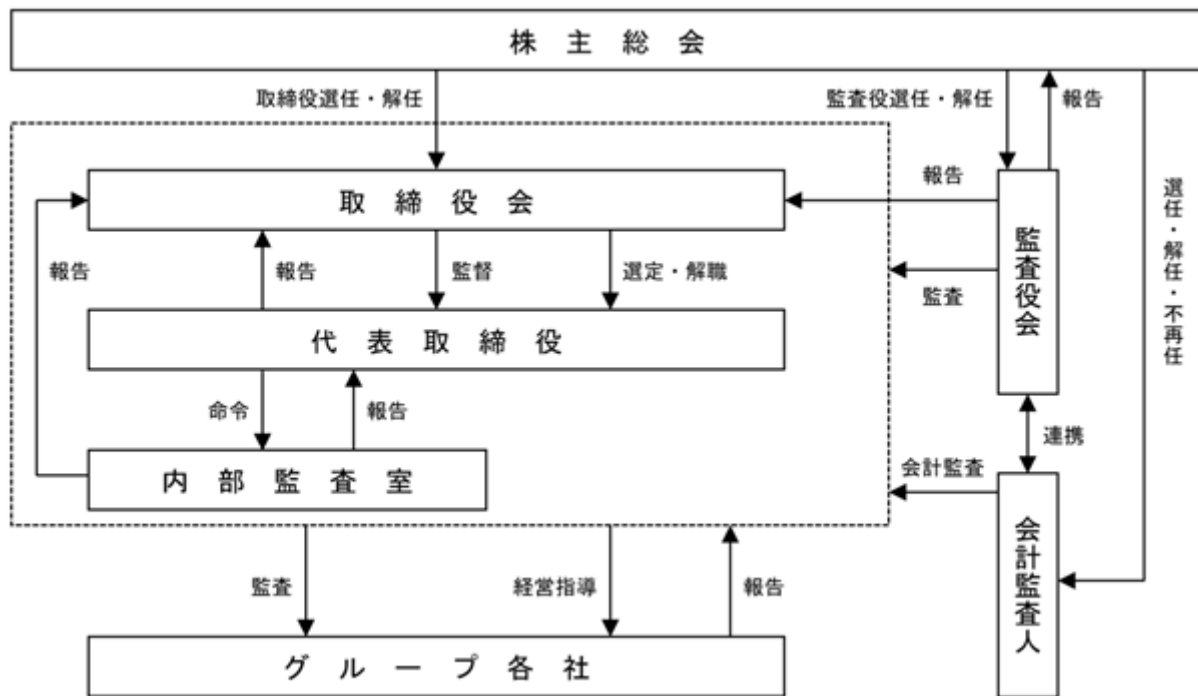 株主総会
取締役選任・解任
監査役選任・解任
報告
選任・解任・不再任
取締役会
報告
監査役会
報告
報告
監督
選定・解職
監査
代表取締役
命令
報告
連携
内部監査室
会計監査
会計監査人
監査
経営指導
報告
グループ各社